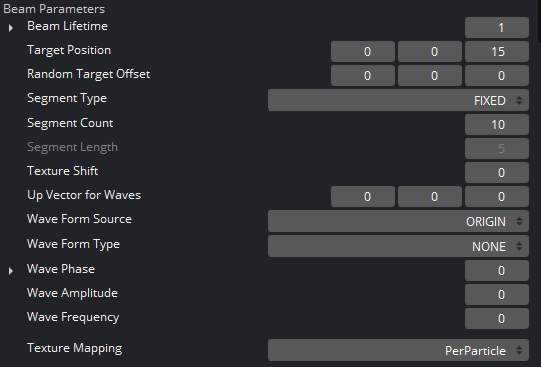 Beam Parameters
Beam Lifetime 1
Target Position 0 0 15
Random Target Offset 0 0 0
Segment Type FIXED
Segment Count 10
Segment Length 5
Texture Shift 0
Up Vector for Waves 0 0 0
Wave Form Source ORIGIN
Wave Form Type NONE
Wave Phase 0
Wave Amplitude 0
Wave Frequency 0
Texture Mapping PerParticle